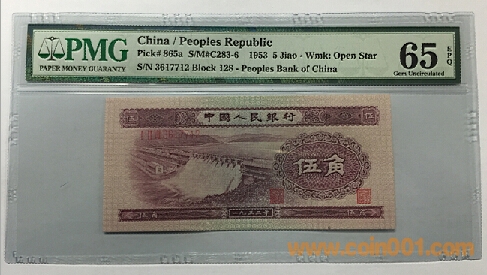 PMG
PAPER MONEY GUARANTY
China / Peoples Republic
Pick# 865a S/M#C283-6 1953 5 Jiao - Wmk: Open Star
S/N 3617712 Block 128 - Peoples Bank of China
65 EPQ
Gem Uncirculated
中国人民银行
伍角
一九五三年
www.coin001.com